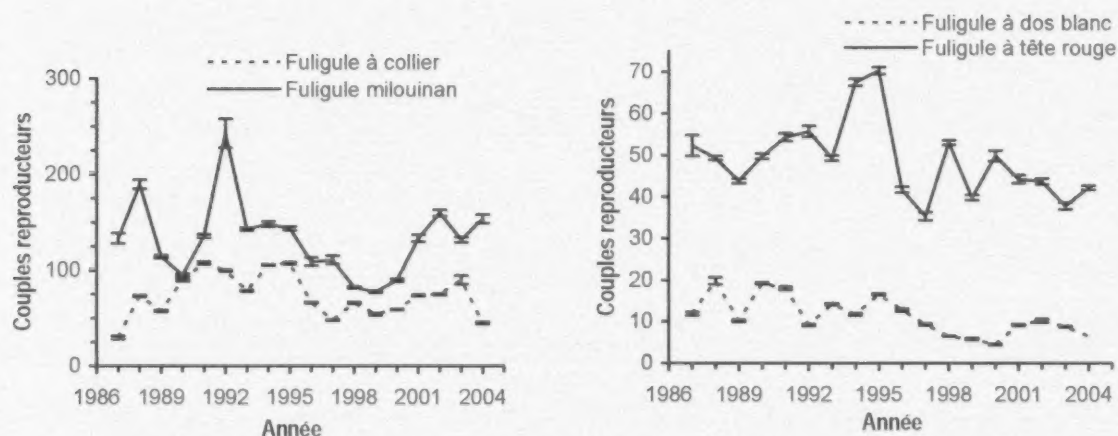 Fuligule à collier
Fuligule milouinan
Couples reproducteurs
300
200
100
0
1986 1989 1992 1995 1998 2001 2004
Année
Fuligule à dos blanc
Fuligule à tête rouge
Couples reproducteurs
70
60
50
40
30
20
10
0
1986 1989 1992 1995 1998 2001 2004
Année